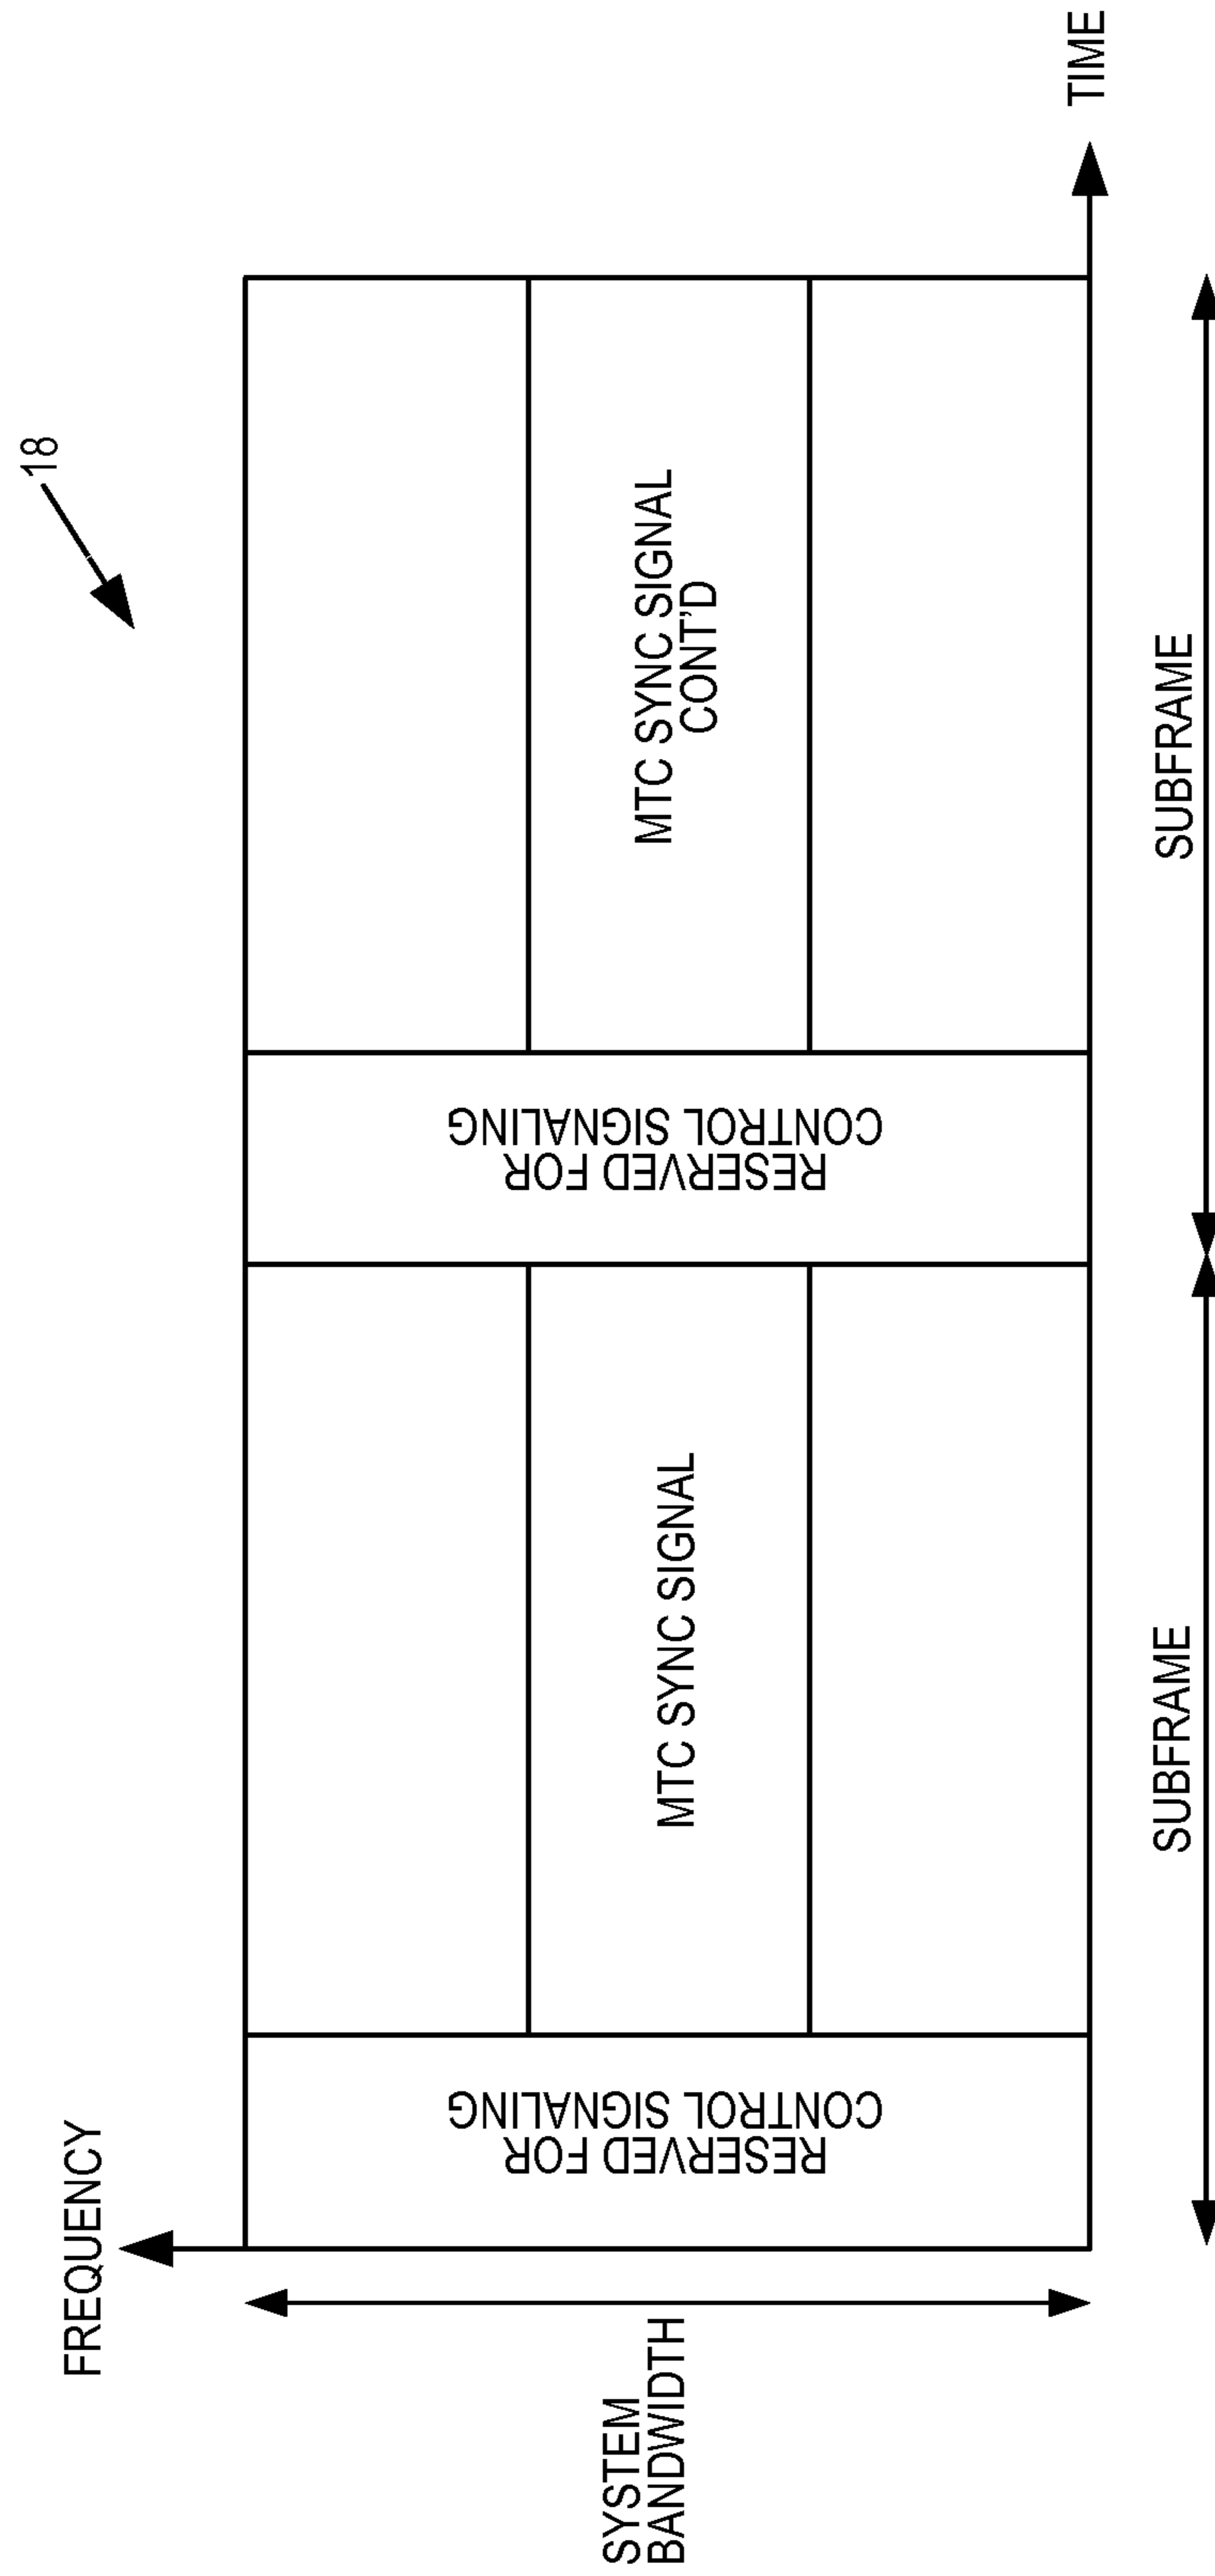 18
FREQUENCY
SYSTEM
BANDWIDTH
RESERVED FOR
CONTROL SIGNALING
MTC SYNC SIGNAL
RESERVED FOR
CONTROL SIGNALING
MTC SYNC SIGNAL
CONT'D
TIME
SUBFRAME
SUBFRAME